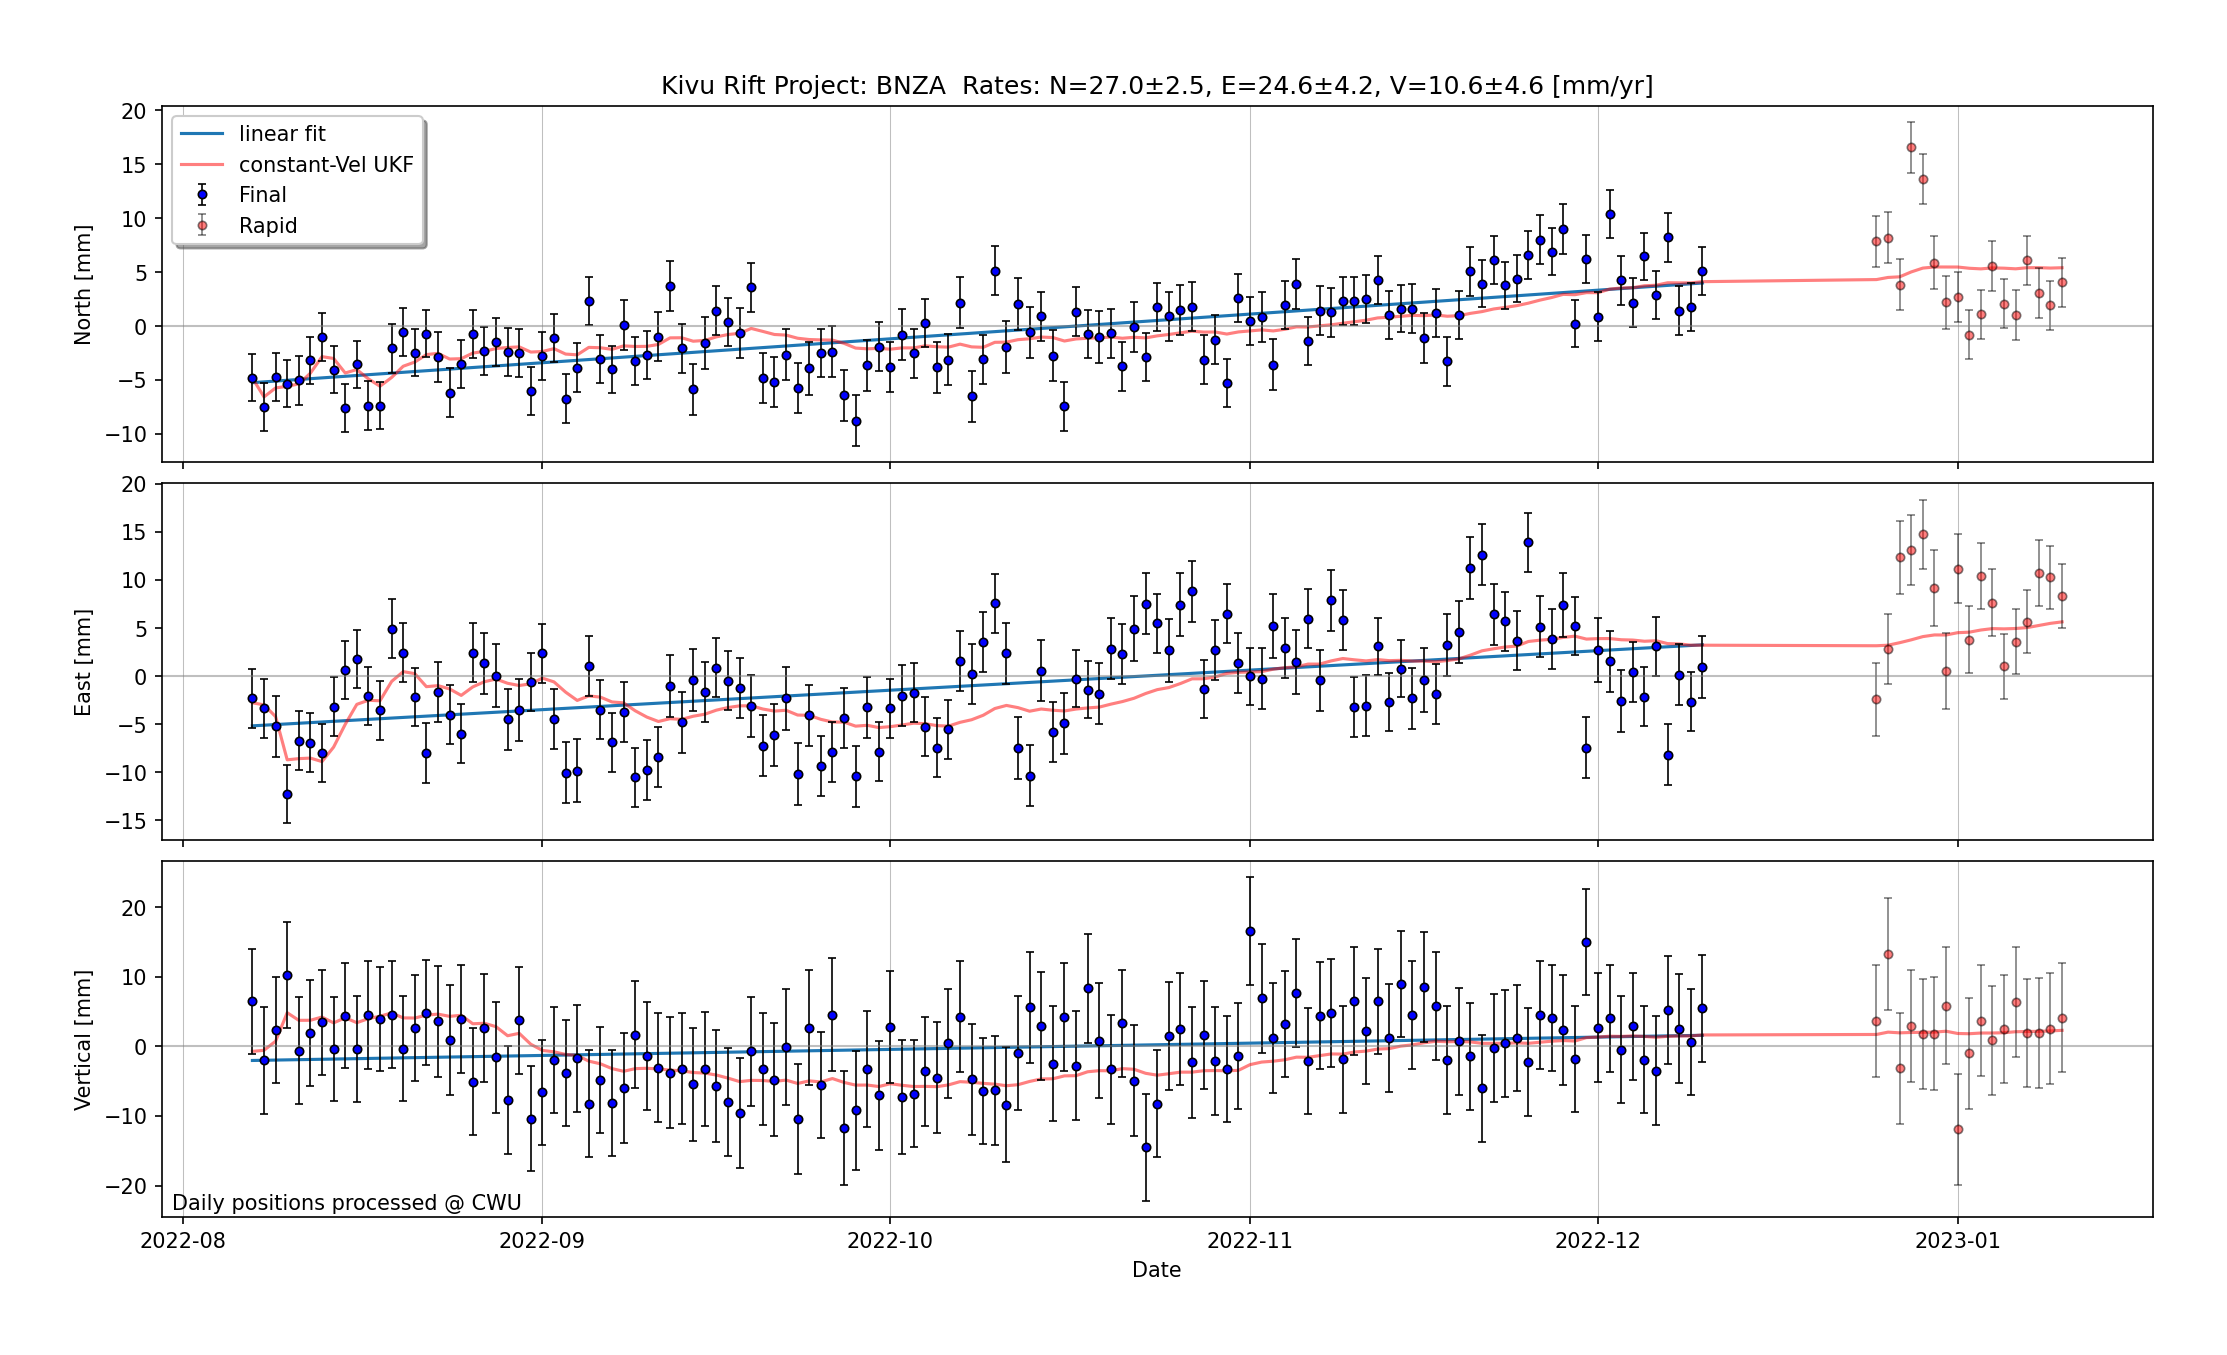 Kivu Rift Project: BNZA  Rates: N=27.0±2.5, E=24.6±4.2, V=10.6±4.6 [mm/yr]
linear fit
constant-Vel UKF
Final
Rapid
North [mm]
20
15
10
5
0
−5
−10
East [mm]
20
15
10
5
0
−5
−10
−15
Vertical [mm]
20
10
0
−10
−20
Daily positions processed @ CWU
2022-08 2022-09 2022-10 2022-11 2022-12 2023-01
Date